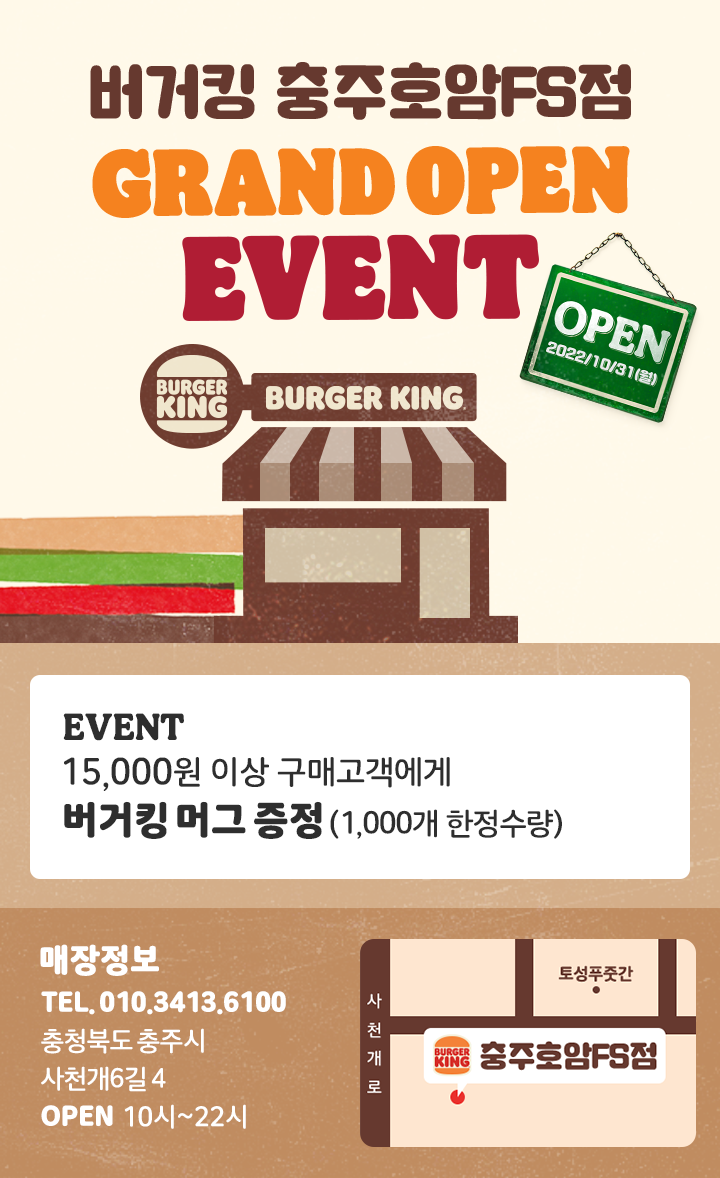 버거킹 충주호암FS점
GRAND OPEN
EVENT
OPEN
2022/10/31(월)
BURGER
KING
BURGER KING
EVENT
15,000원 이상 구매고객에게
버거킹 머그 증정 (1,000개 한정수량)
매장정보
TEL. 010.3413.6100
충청북도 충주시
사천개6길 4
OPEN 10시~22시
사천개로
토성푸줏간
BURGER
KING
충주호암FS점